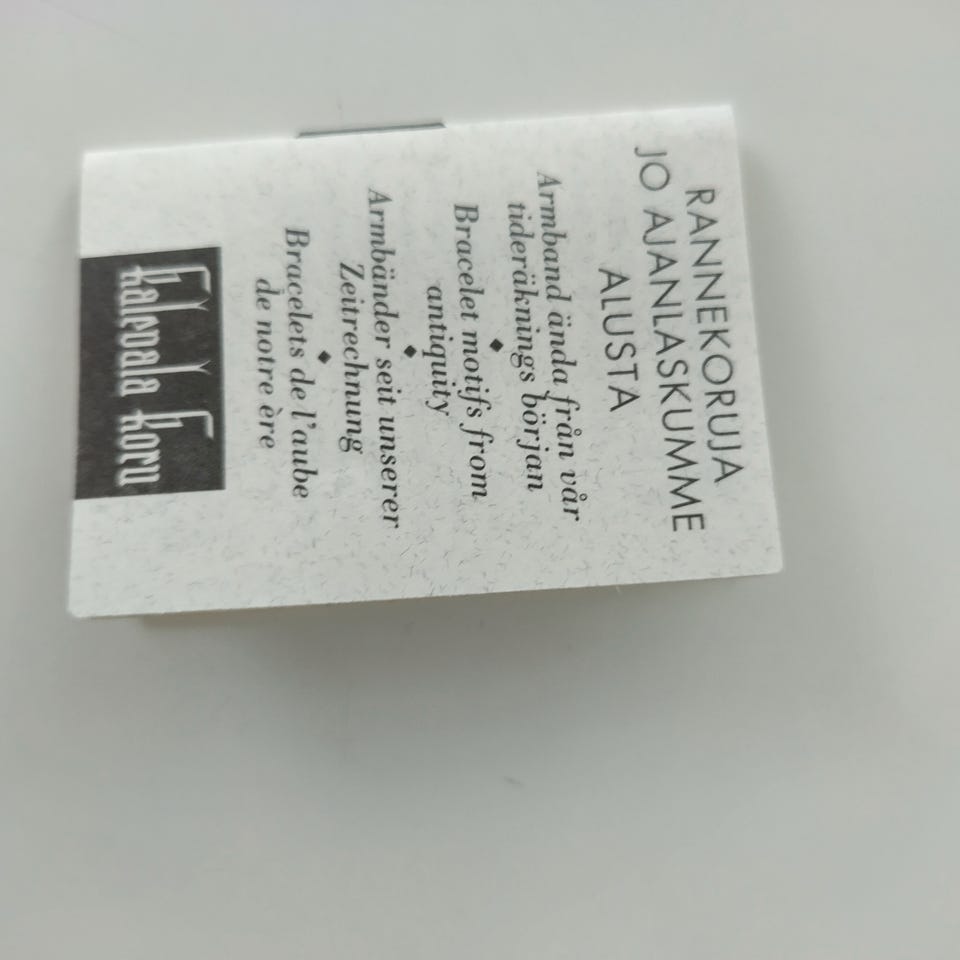 RANNEKORUJA
JO AJANLASKUMME
ALUSTA
Armband ända från vår
tideräknings början
◆
Bracelet motifs from
antiquity
◆
Armbänder seit unserer
Zeitrechnung
◆
Bracelets de l'aube
de notre ère
Kalevala Koru